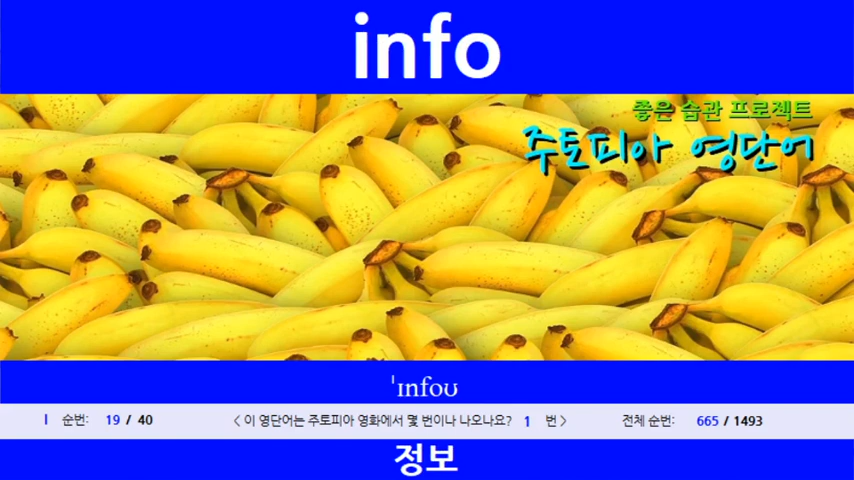 info
좋은 습관 프로젝트
주토피아 영단어
ˈɪnfoʊ
I 순번: 19 / 40 < 이 영단어는 주토피아 영화에서 몇 번이나 나오나요? 1 번 > 전체 순번: 665 / 1493
정보